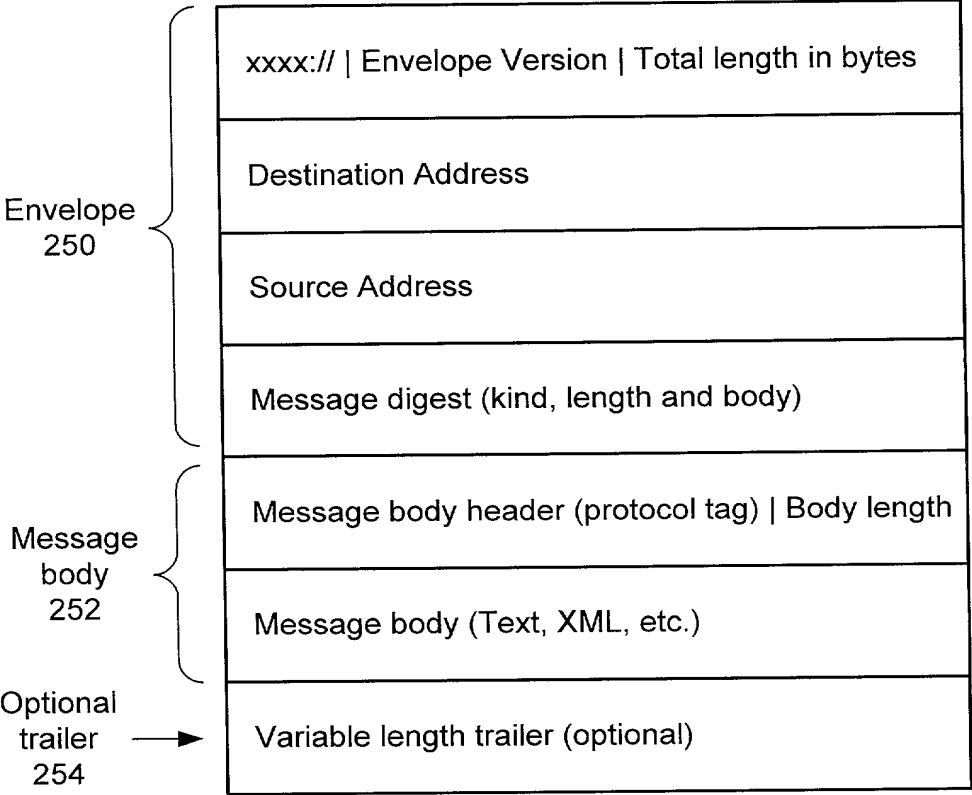 xxxx:// | Envelope Version | Total length in bytes
Destination Address
Envelope
250
Source Address
Message digest (kind, length and body)
Message body header (protocol tag) | Body length
Message
body
252
Message body (Text, XML, etc.)
Optional
trailer
254
Variable length trailer (optional)